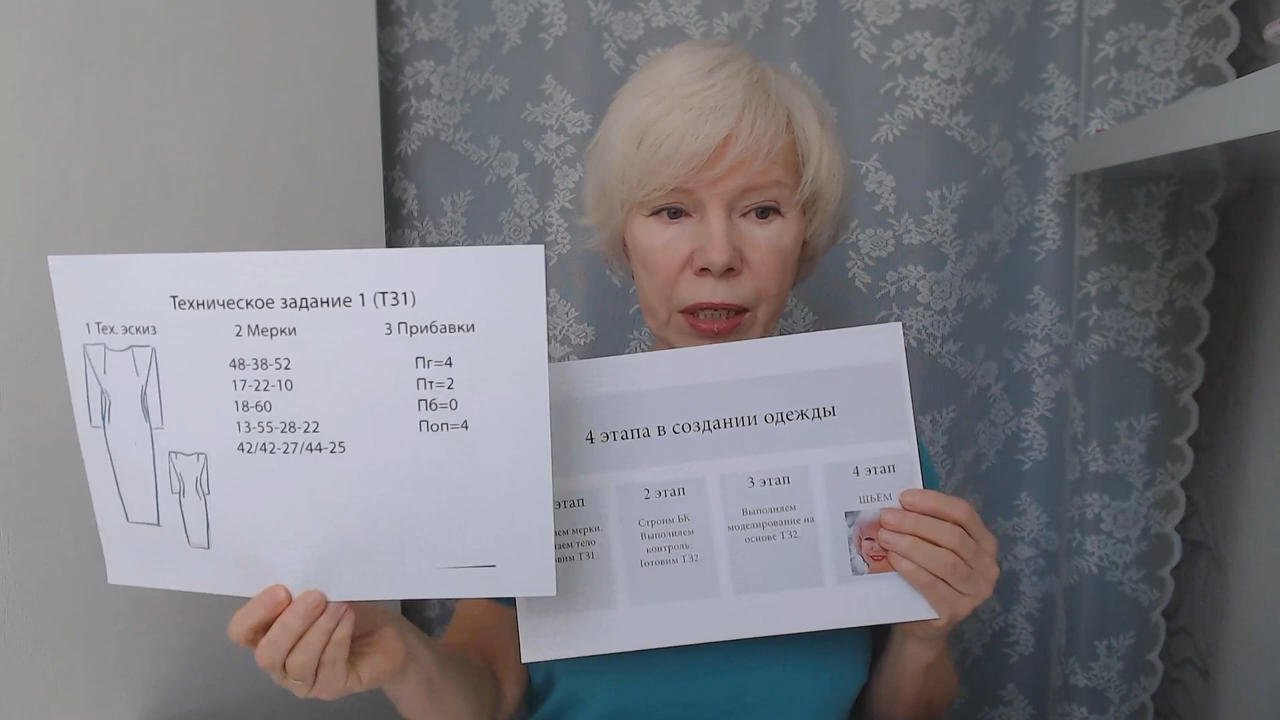 Техническое задание 1 (ТЗ1)
1 Тех. эскиз
2 Мерки
48-38-52
17-22-10
18-60
13-55-28-22
42/42-27/44-25
3 Прибавки
Пг=4
Пт=2
Пб=0
Поп=4
4 этапа в создании одежды
этап
мерки.
тело
ТЗ1.
2 этап
Строим БК
Выполняем
контроль.
Готовим ТЗ2
3 этап
Выполняем
моделирование на
основе ТЗ2
4 этап
ШЬЕМ